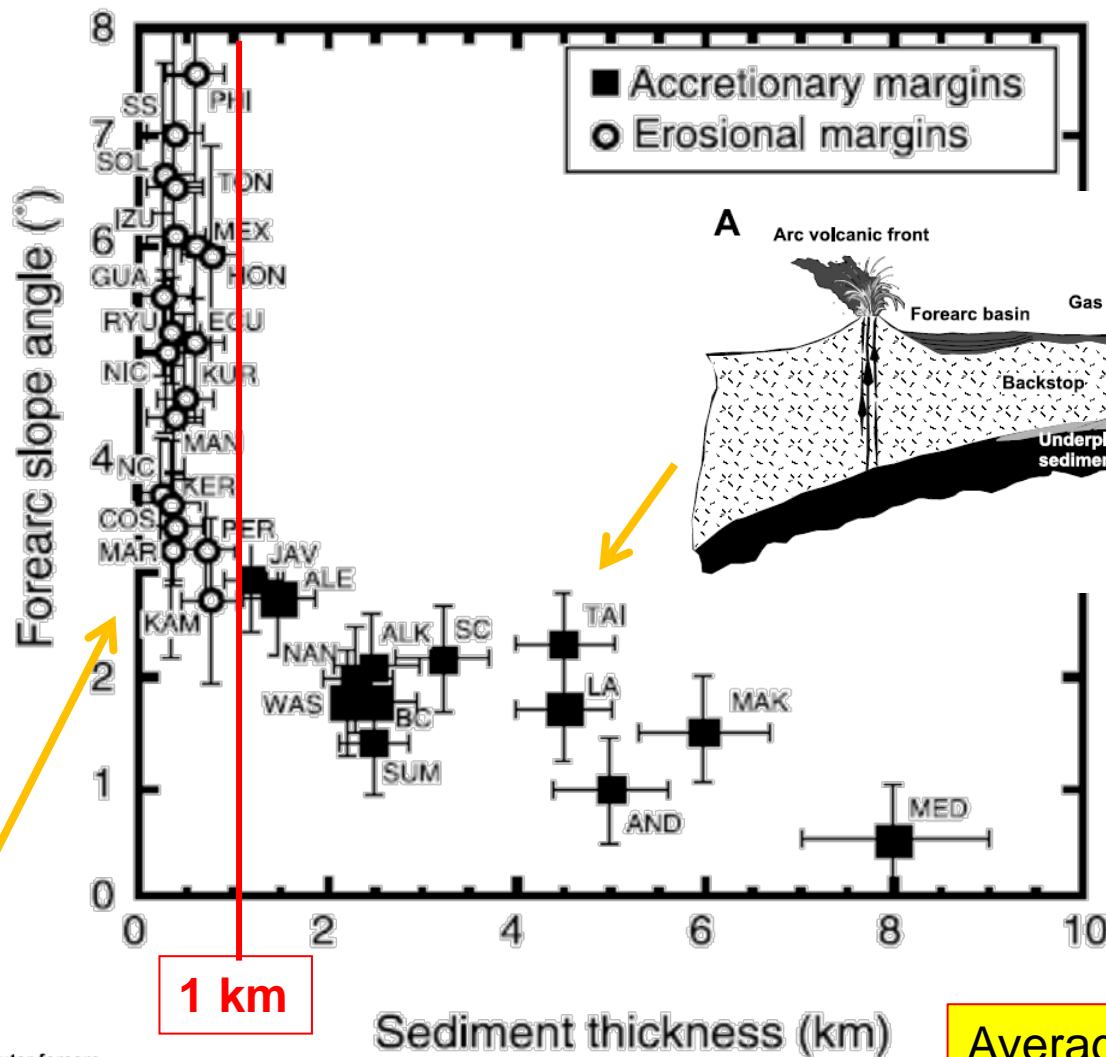 8
7
6
4
2
1
0
Forearc slope angle (°)
Accretionary margins
Erosional margins
SS
PHI
SOL
TON
IZU
MEX
HON
GUA
RYU
ECU
NIC
KUR
MAN
NC
KER
COS
PER
MAR
JAV
ALE
KAM
NAN
ALK
SC
TAI
WAS
BC
LA
MAK
SUM
AND
MED
A
Arc volcanic front
Forearc basin
Gas
Backstop
0
2
4
6
8
10
1 km
Sediment thickness (km)